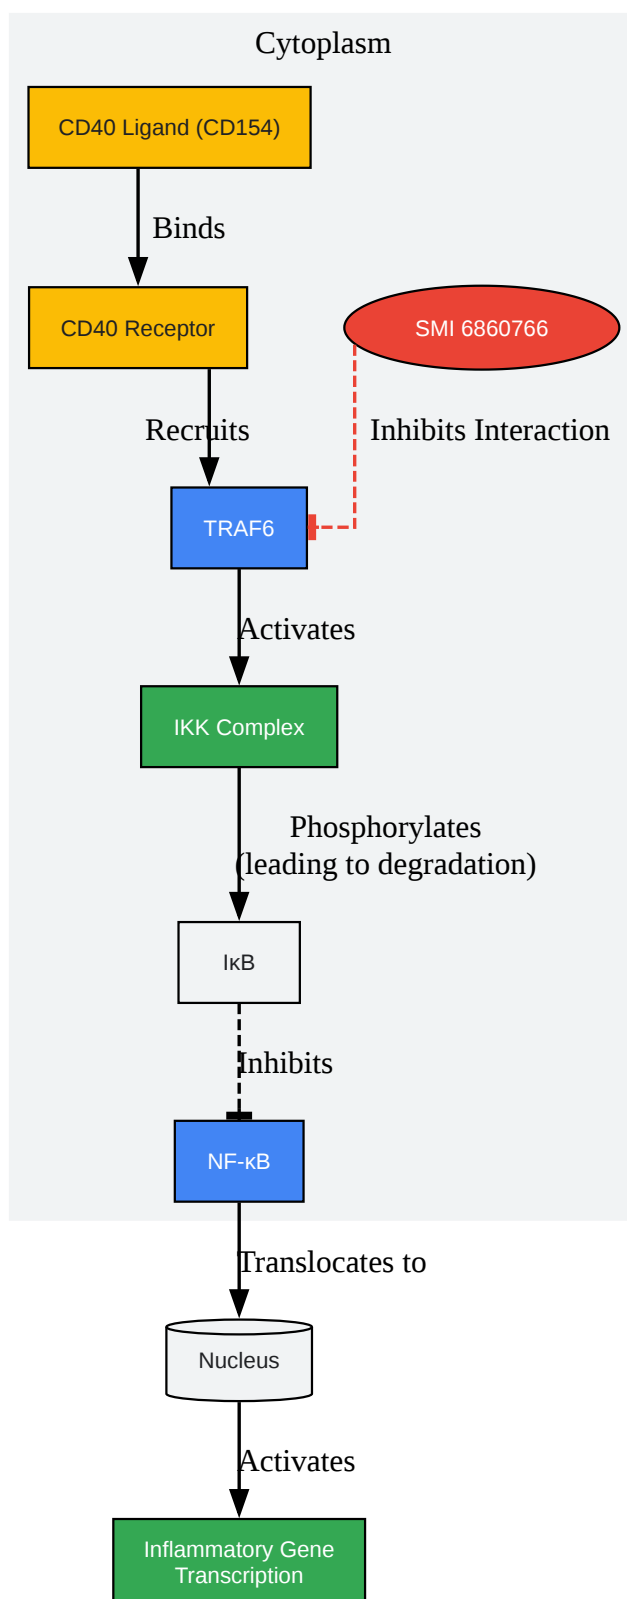 Cytoplasm
CD40 Ligand (CD154)
Binds
CD40 Receptor
SMI 6860766
Recruits
Inhibits Interaction
TRAF6
Activates
IKK Complex
Phosphorylates
(leading to degradation)
IκB
Inhibits
NF-κB
Translocates to
Nucleus
Activates
Inflammatory Gene
Transcription